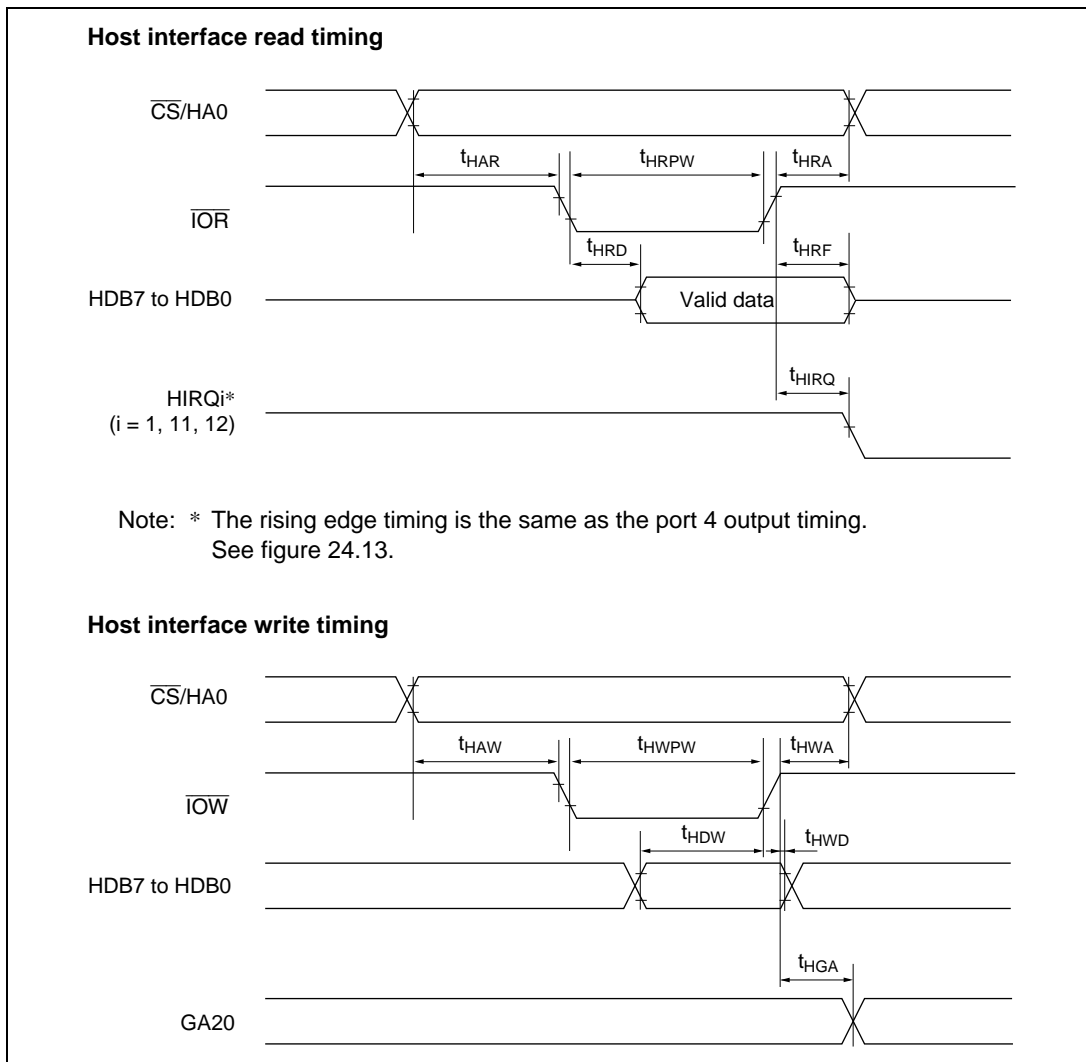 Host interface read timing
CS/HA0
tHAR tHRPW tHRA
IOR
tHRD tHRF
HDB7 to HDB0 Valid data
tHIRQ
HIRQi*
(i = 1, 11, 12)
Note: * The rising edge timing is the same as the port 4 output timing.
See figure 24.13.
Host interface write timing
CS/HA0
tHAW tHWPW tHWA
IOW
tHDW tHWD
HDB7 to HDB0
tHGA
GA20